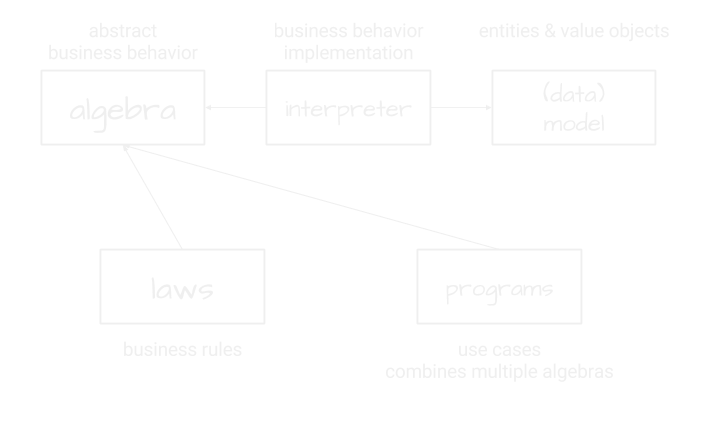 abstract
business behavior
business behavior
implementation
entities & value objects
algebra
interpreter
(data)
model
laws
programs
business rules
use cases
combines multiple algebras